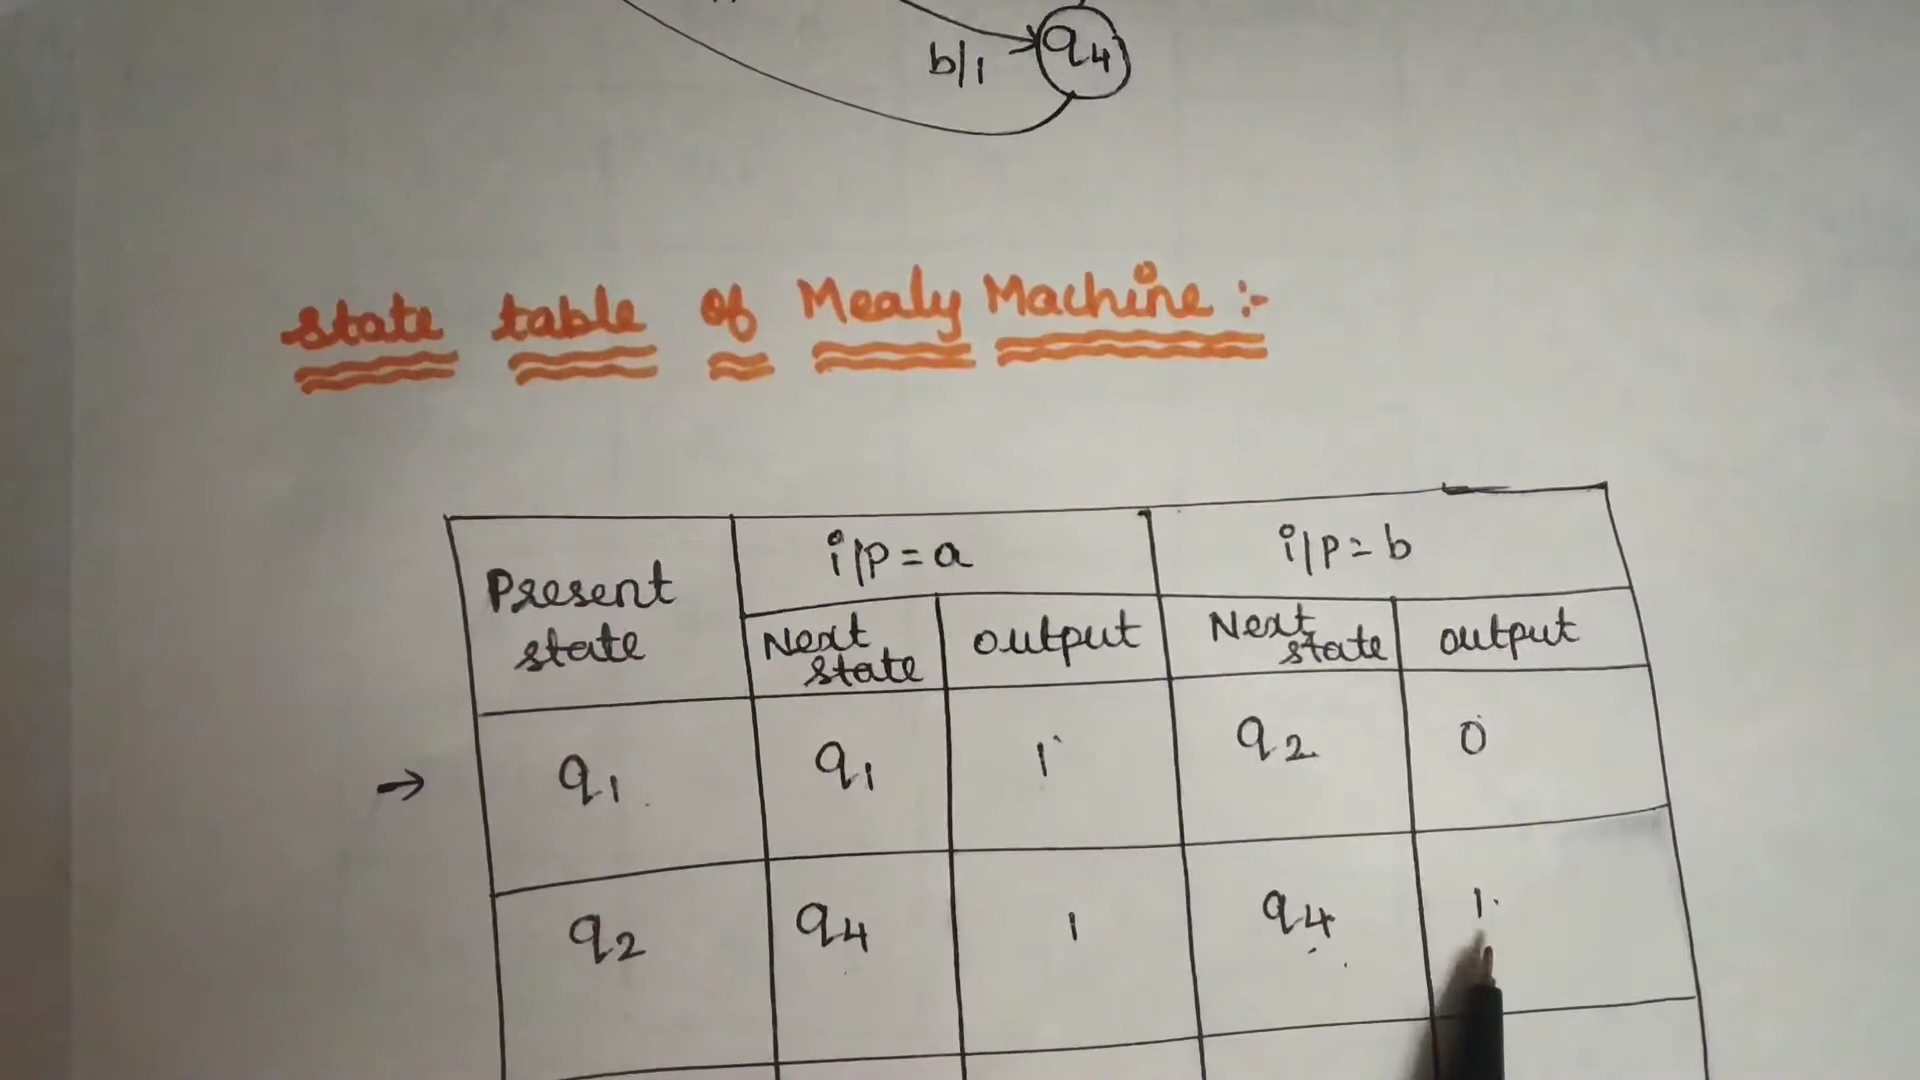 b/1
q4
State table of Mealy Machine :-
Present state
i/p = a
i/p = b
Next state
output
Next state
output
→ q1 q1 1 q2 0
q2 q4 1 q4 1